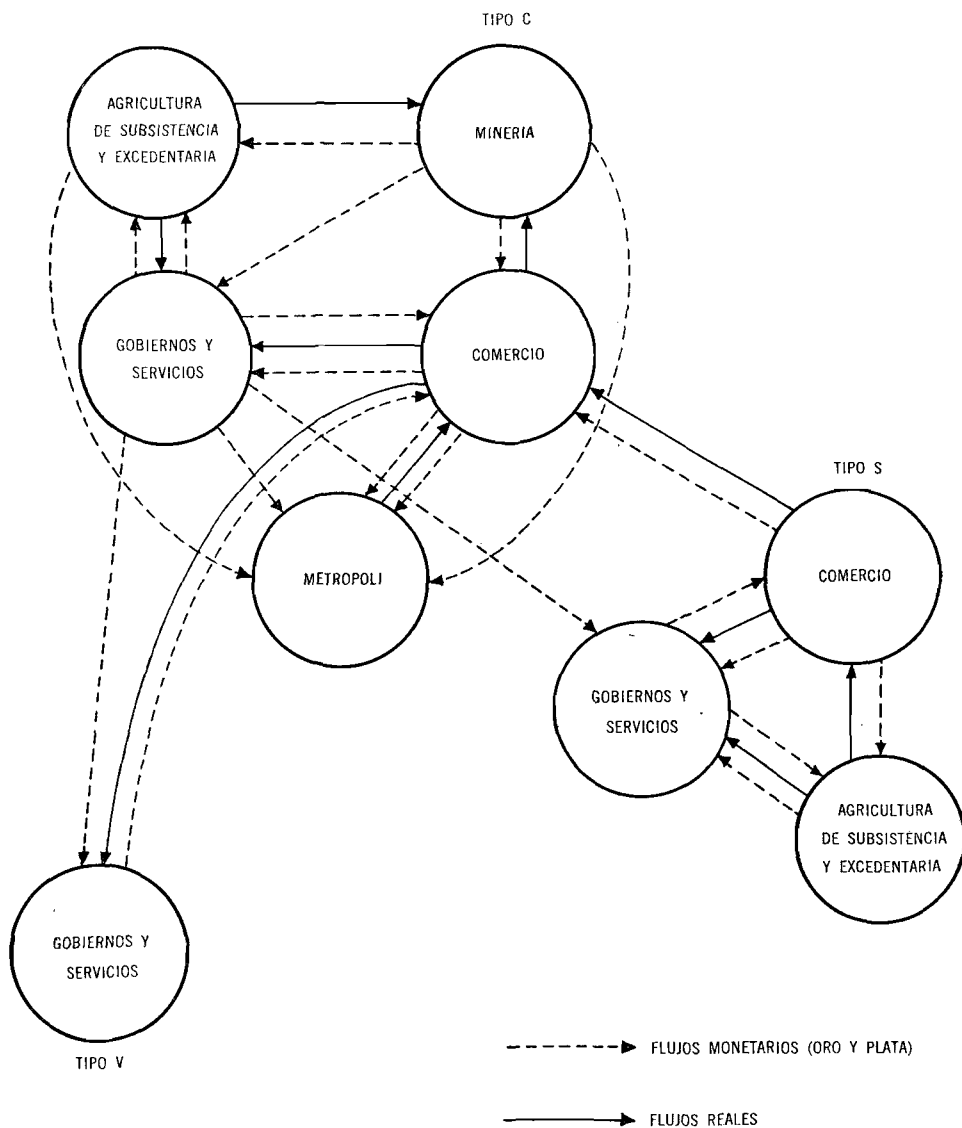 TIPO C
AGRICULTURA
DE SUBSISTENCIA
Y EXCEDENTARIA
MINERIA
GOBIERNOS Y
SERVICIOS
COMERCIO
METROPOLI
TIPO S
COMERCIO
GOBIERNOS Y
SERVICIOS
AGRICULTURA
DE SUBSISTENCIA
Y EXCEDENTARIA
GOBIERNOS Y
SERVICIOS
TIPO V
FLUJOS MONETARIOS (ORO Y PLATA)
FLUJOS REALES